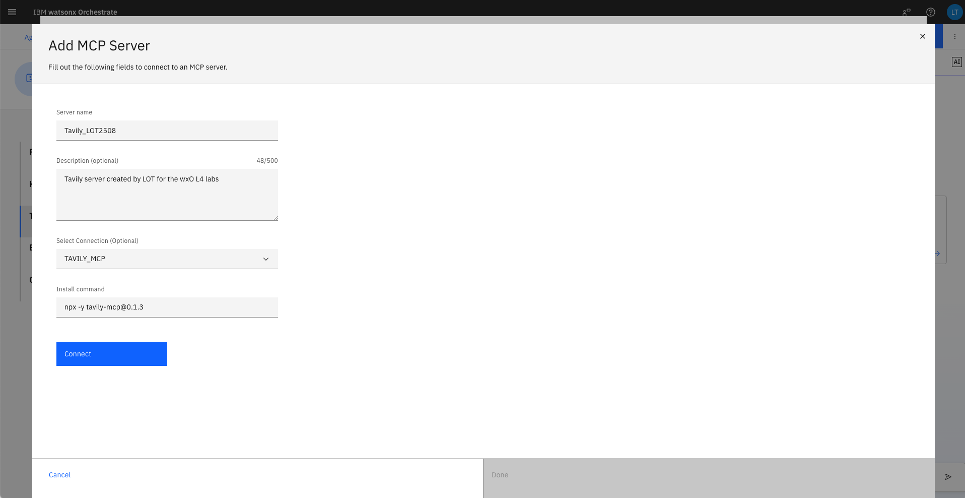 IBM watsonx Orchestrate
LT
Add MCP Server
Fill out the following fields to connect to an MCP server.
AI
Server name
Tavily_LOT2508
Description (optional) 48/500
Tavily server created by LOT for the wxO L4 labs
Select Connection (Optional)
TAVILY_MCP
Install command
npx -y tavily-mcp@0.1.3
Connect
Cancel
Done